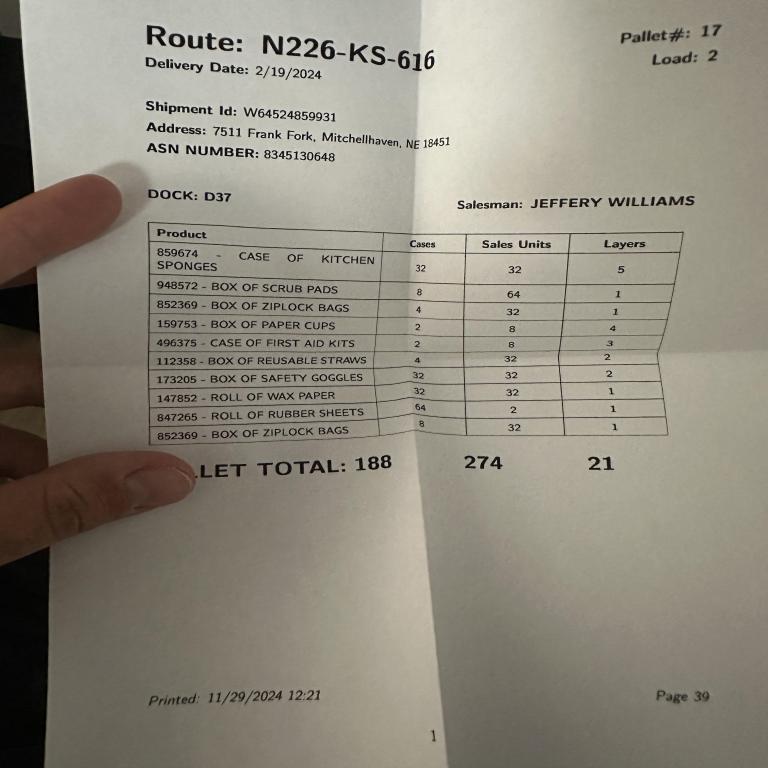 Route: N226-KS-616
Pallet#: 17
Delivery Date: 2/19/2024
Load: 2
Shipment Id: W64524859931
Address: 7511 Frank Fork, Mitchellhaven, NE 18451
ASN NUMBER: 8345130648
DOCK: D37
Salesman: JEFFERY WILLIAMS
Product Cases Sales Units Layers
859674 - CASE OF KITCHEN
SPONGES 32 32 5
948572 - BOX OF SCRUB PADS 8 64 1
852369 - BOX OF ZIPLOCK BAGS 4 32 1
159753 - BOX OF PAPER CUPS 2 8 4
496375 - CASE OF FIRST AID KITS 2 8 3
112358 - BOX OF REUSABLE STRAWS 4 32 2
173205 - BOX OF SAFETY GOGGLES 32 32 2
147852 - ROLL OF WAX PAPER 32 32 1
847265 - ROLL OF RUBBER SHEETS 64 2 1
852369 - BOX OF ZIPLOCK BAGS 8 32 1
LET TOTAL: 188 274 21
Printed: 11/29/2024 12:21
Page 39
1